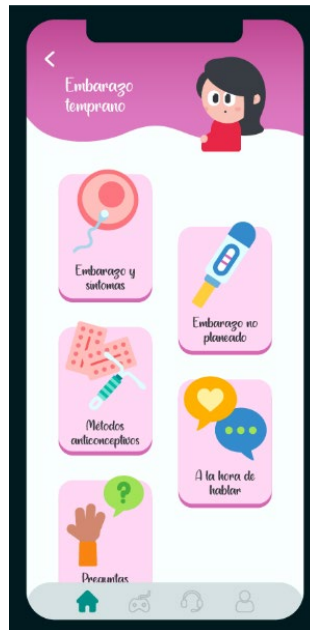 Embarazo
temprano
Embarazo y
síntomas
Embarazo no
planeado
Métodos
anticonceptivos
A la hora de
hablar
Preguntas